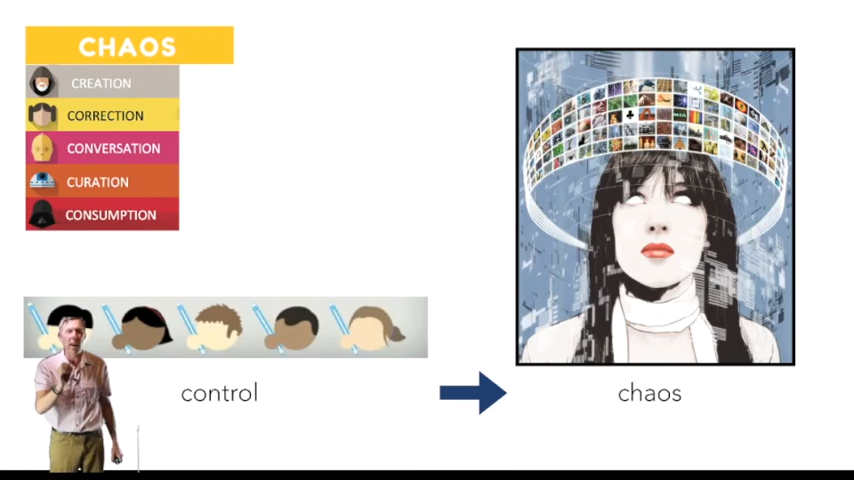 CHAOS
CREATION
CORRECTION
CONVERSATION
CURATION
CONSUMPTION
control
chaos